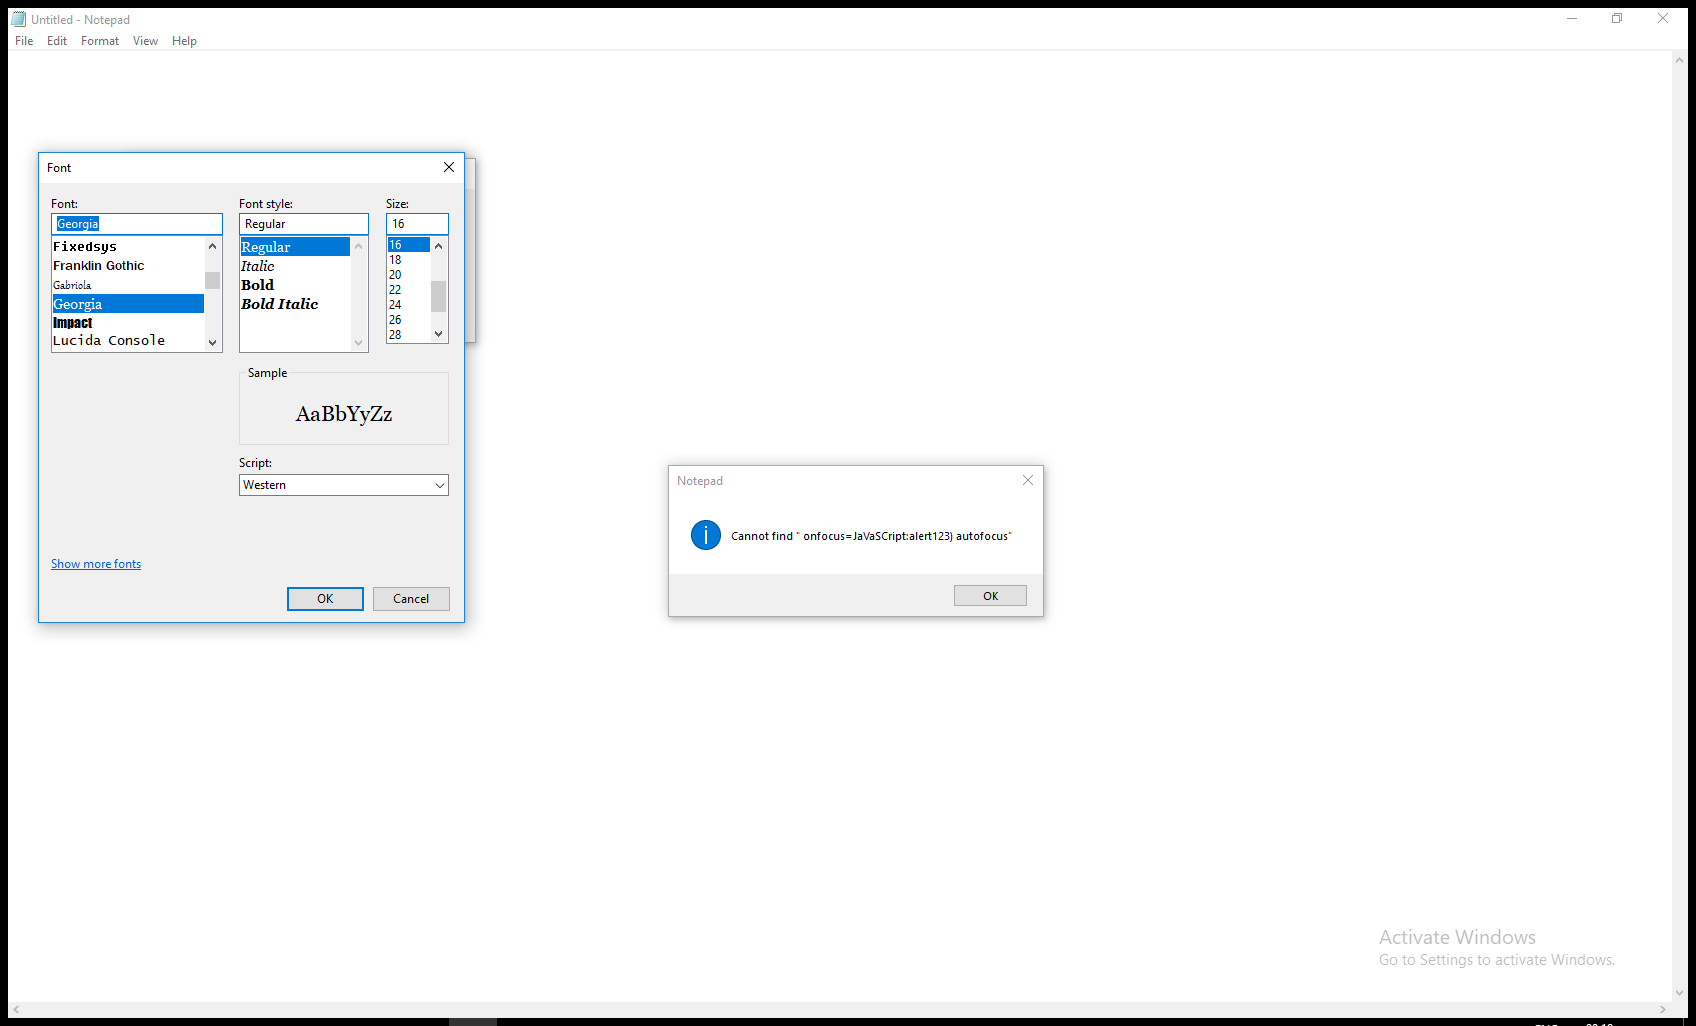 Untitled - Notepad
File Edit Format View Help
Font
Font: Font style: Size:
Georgia Regular 16
Fixedsys
Franklin Gothic
Gabriola
Georgia
Impact
Lucida Console
Regular
Italic
Bold
Bold Italic
16
18
20
22
24
26
28
Sample
AaBbYyZz
Script:
Western
Show more fonts
OK Cancel
Notepad
Cannot find " onfocus=JaVaSCript:alert123) autofocus"
OK
Activate Windows
Go to Settings to activate Windows.